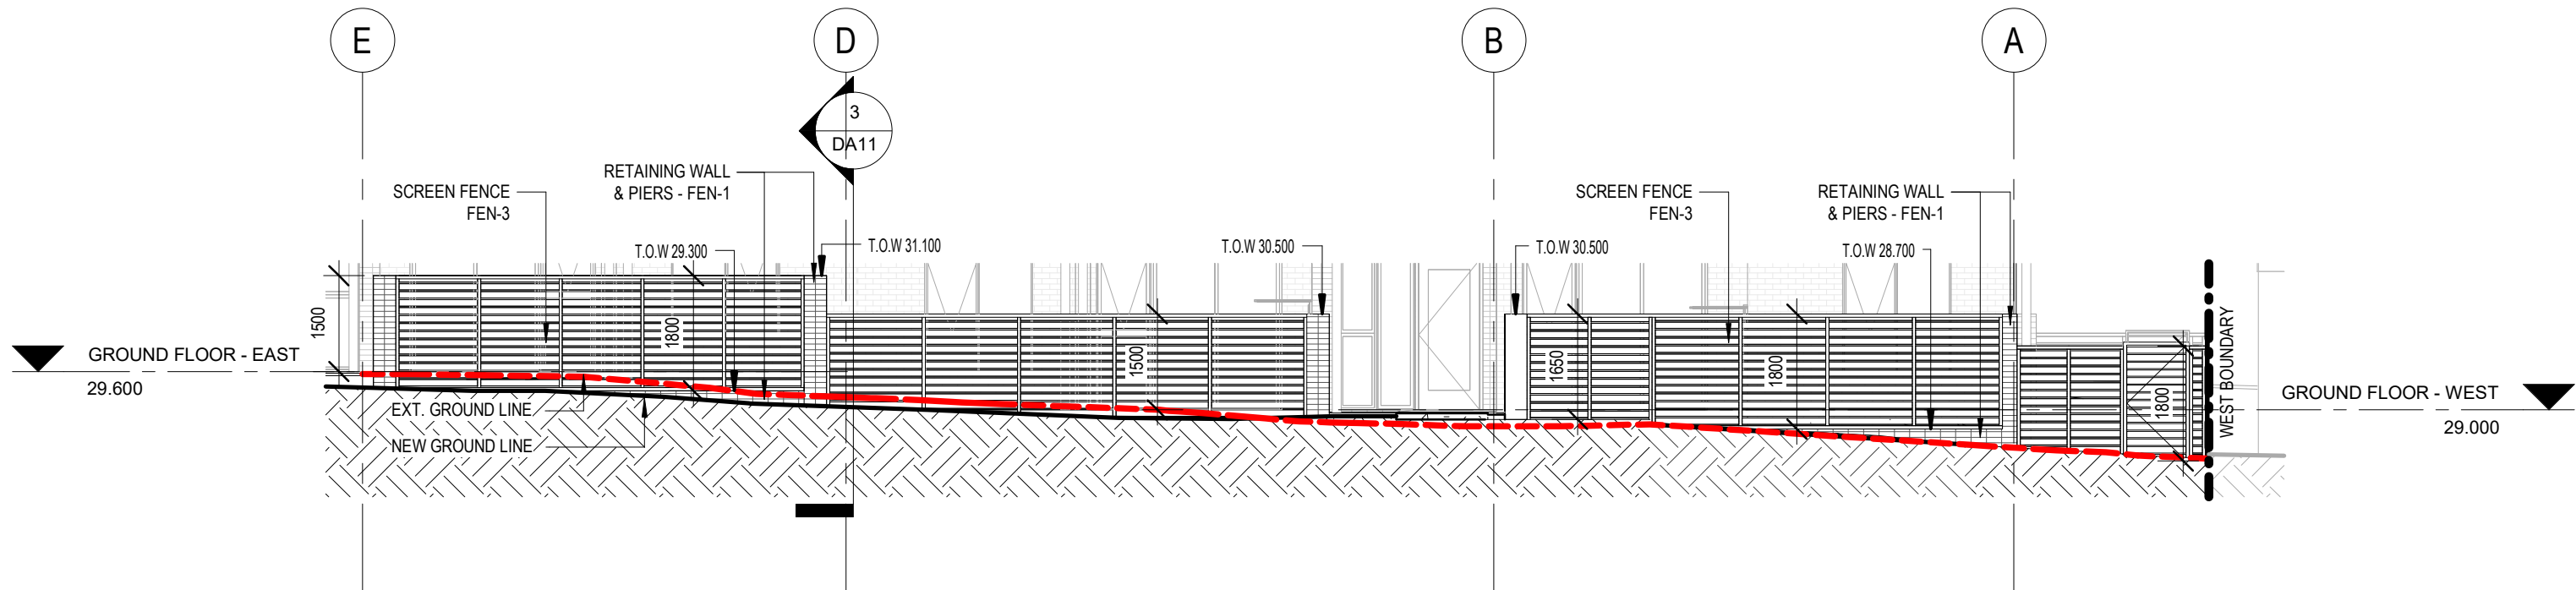 E
D
B
A
3
DA11
RETAINING WALL
& PIERS - FEN-1
SCREEN FENCE
FEN-3
SCREEN FENCE
FEN-3
RETAINING WALL
& PIERS - FEN-1
T.O.W 29.300
T.O.W 31.100
T.O.W 30.500
T.O.W 30.500
T.O.W 28.700
1500
1800
1500
1650
1800
1800
WEST BOUNDARY
GROUND FLOOR - EAST
29.600
GROUND FLOOR - WEST
29.000
EXT. GROUND LINE
NEW GROUND LINE